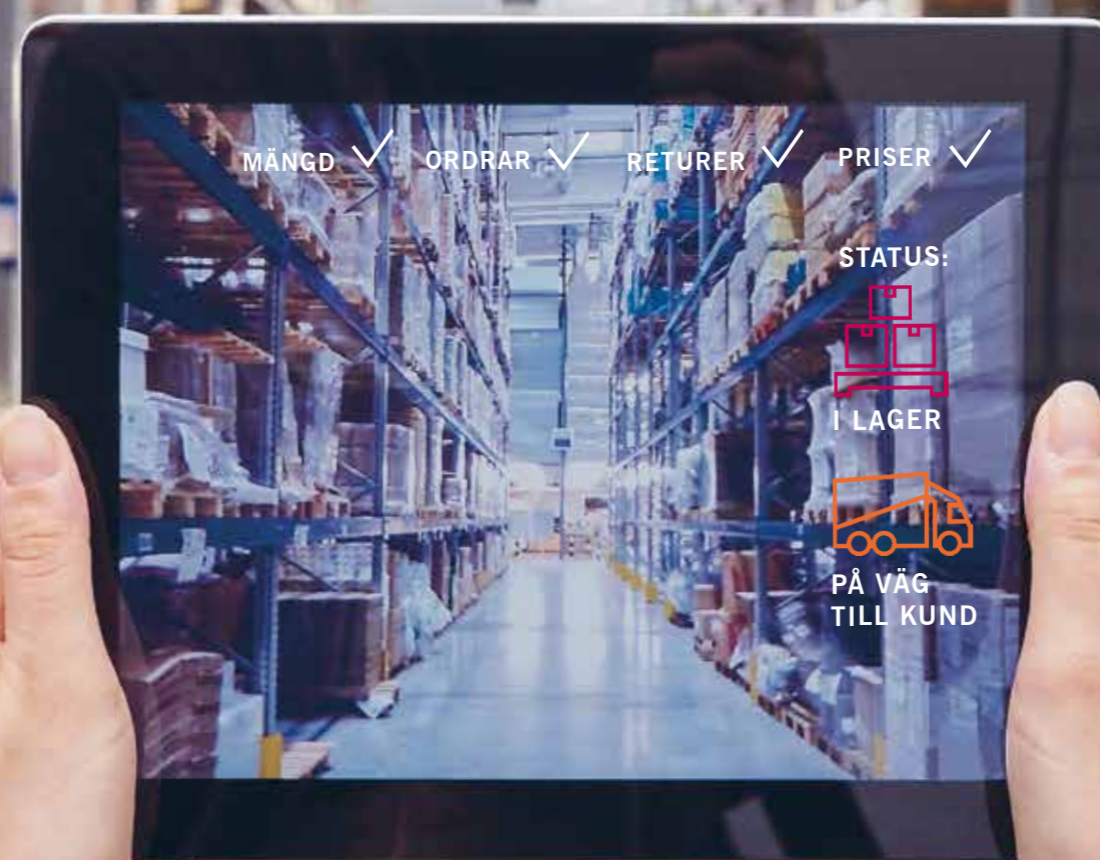 MÄNGD
ORDRAR
RETURER
PRISER
STATUS:
I LAGER
PÅ VÄG
TILL KUND